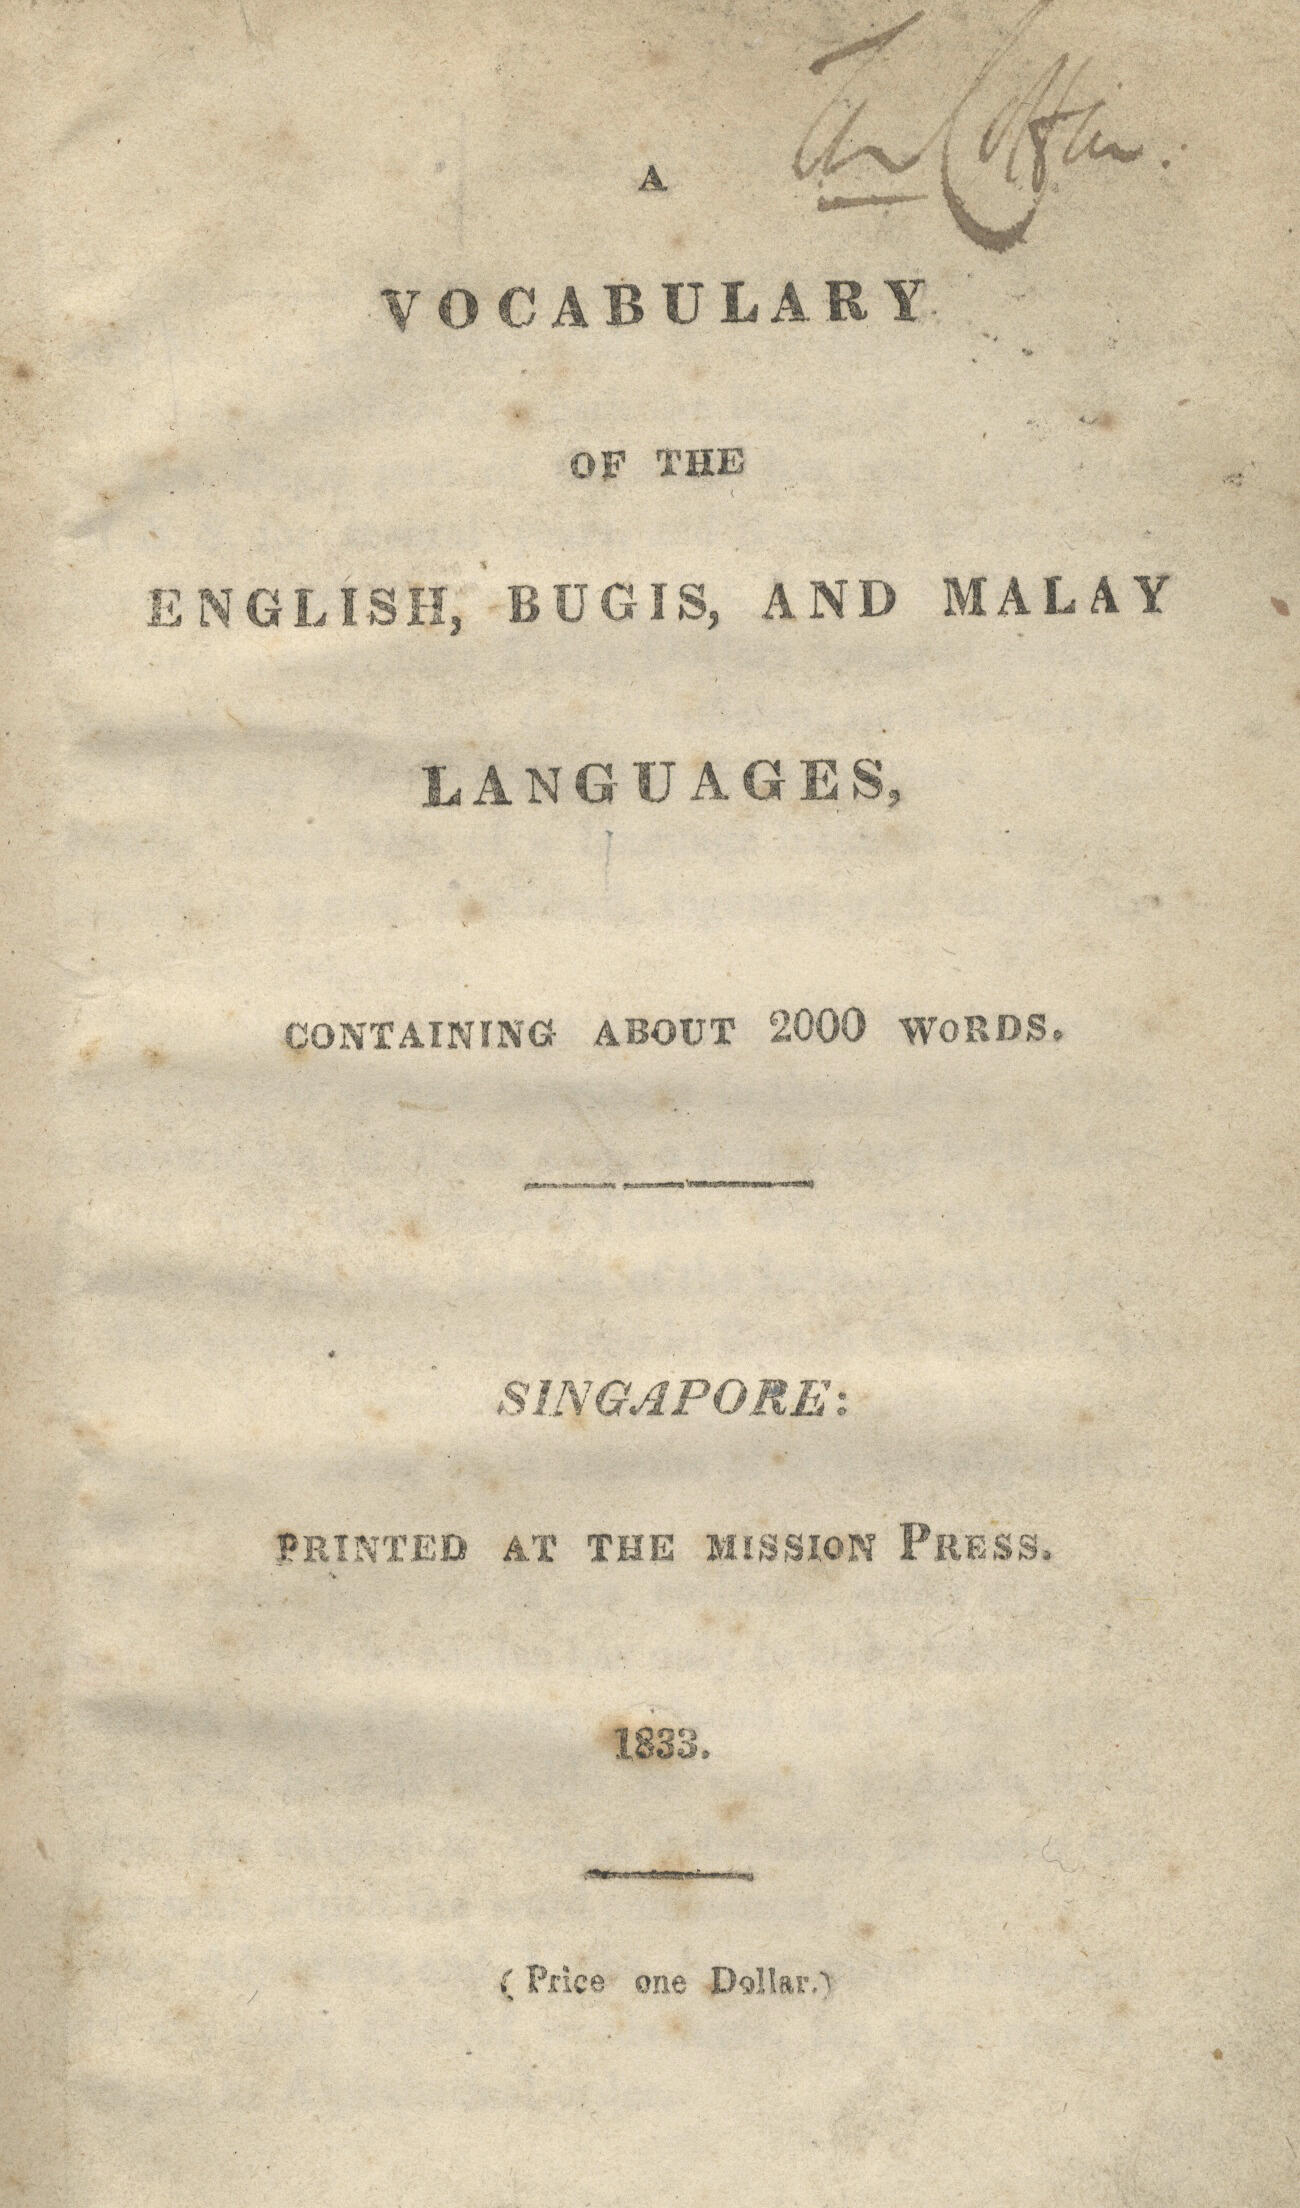 A
VOCABULARY
OF THE
ENGLISH, BUGIS, AND MALAY
LANGUAGES,
CONTAINING ABOUT 2000 WORDS.
SINGAPORE:
PRINTED AT THE MISSION PRESS.
1833.
(Price one Dollar.)